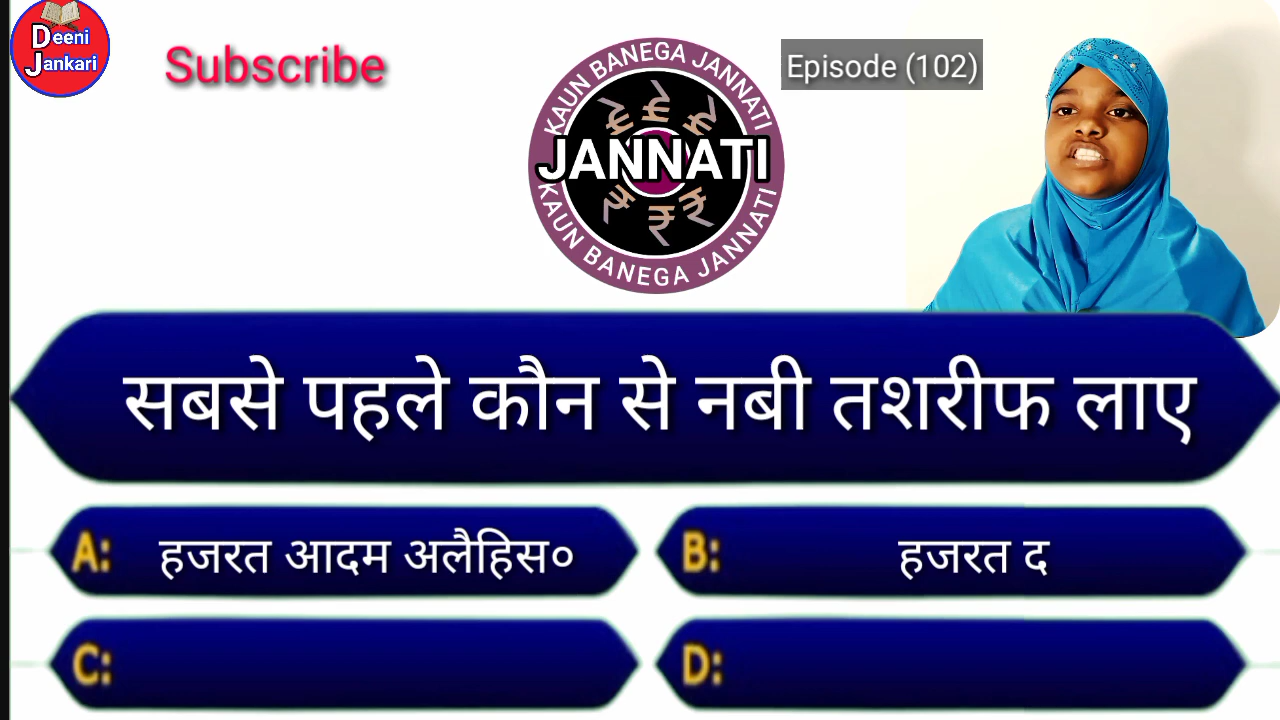 Deeni
Jankari
Subscribe
KAUN BANEGA JANNATI
JANNATI
KAUN BANEGA JANNATI
Episode (102)
सबसे पहले कौन से नबी तशरीफ लाए
A: हजरत आदम अलैहिस०
B: हजरत द
C:
D: